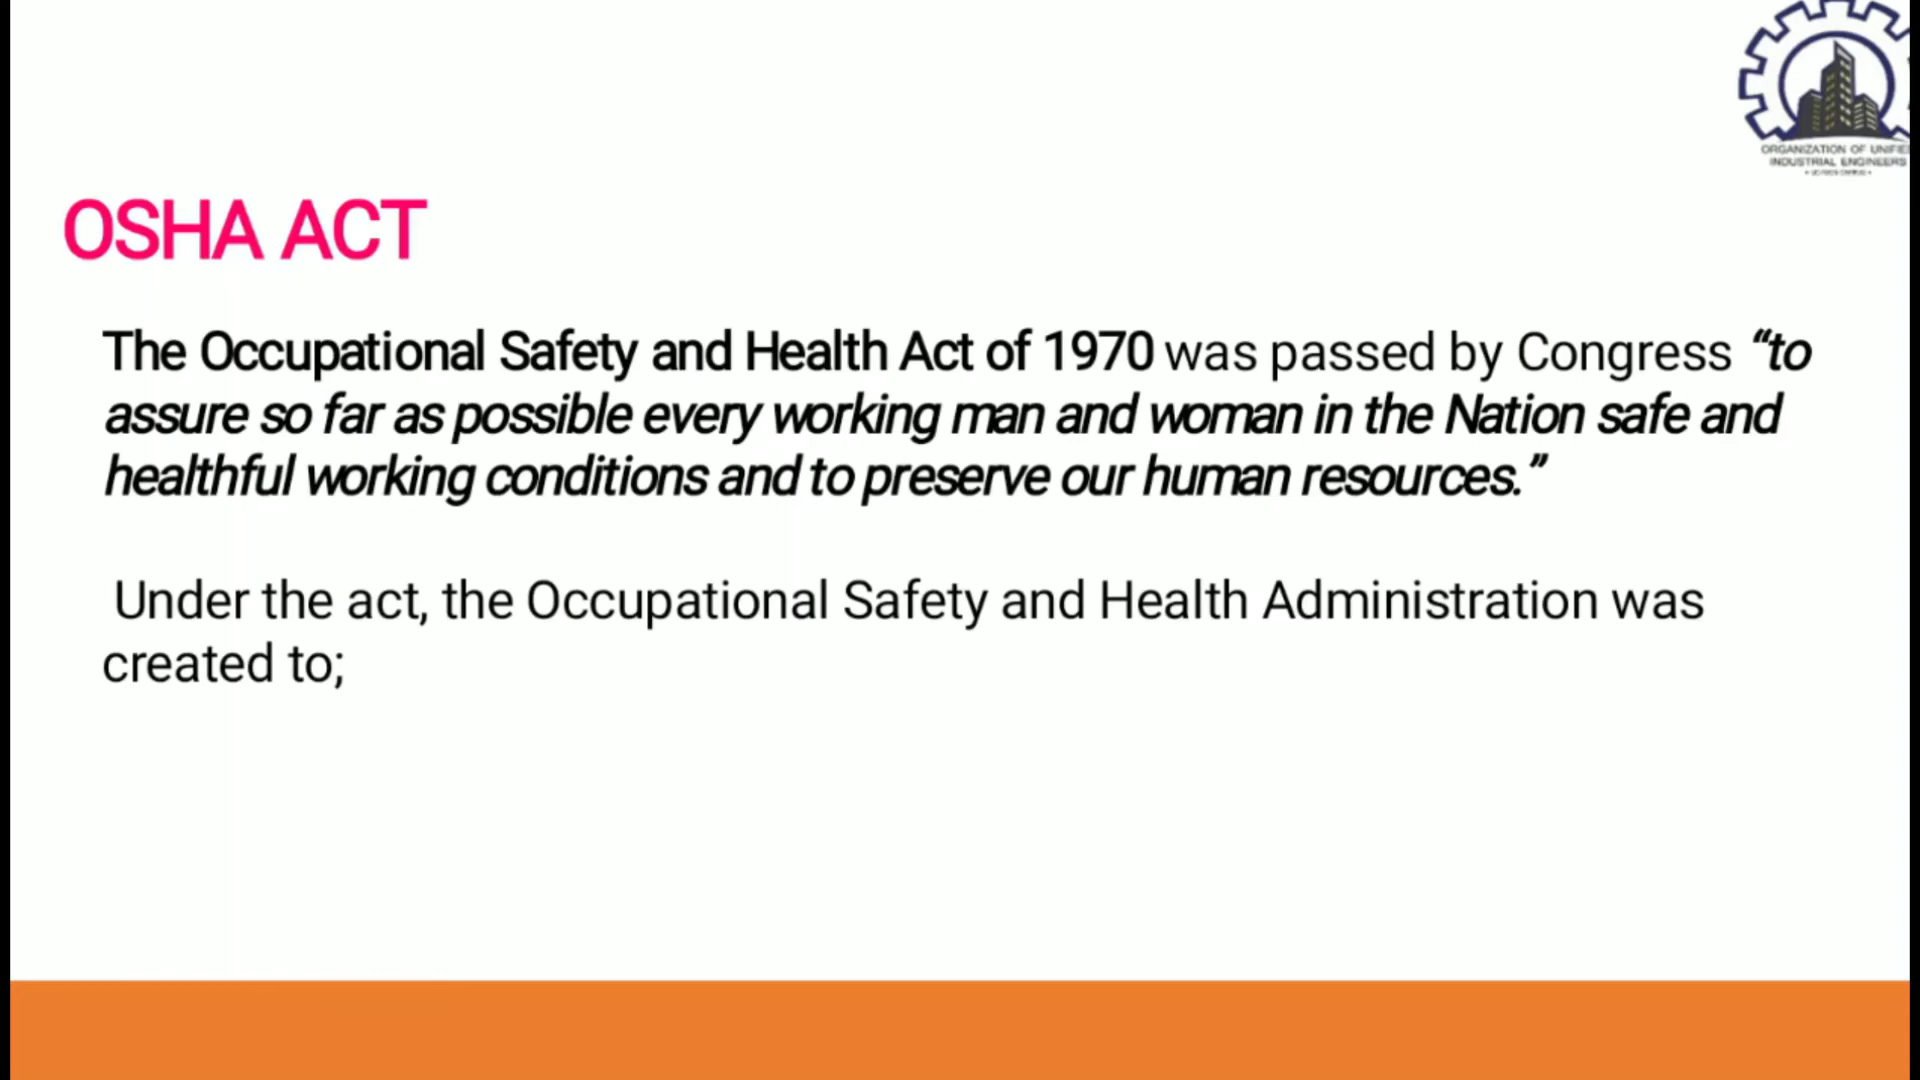 ORGANIZATION OF UNIFIED
INDUSTRIAL ENGINEERS
OSHA ACT
The Occupational Safety and Health Act of 1970 was passed by Congress “to
assure so far as possible every working man and woman in the Nation safe and
healthful working conditions and to preserve our human resources.”
Under the act, the Occupational Safety and Health Administration was
created to;